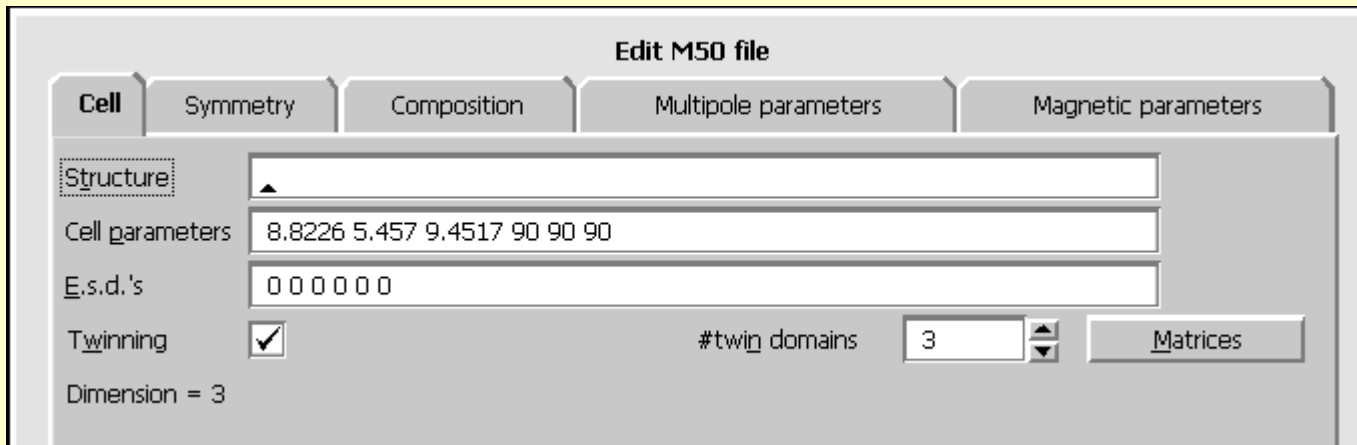 Edit M50 file
Cell Symmetry Composition Multipole parameters Magnetic parameters
Structure
Cell parameters 8.8226 5.457 9.4517 90 90 90
E.s.d.'s 0 0 0 0 0 0
Twinning #twin domains 3 Matrices
Dimension = 3